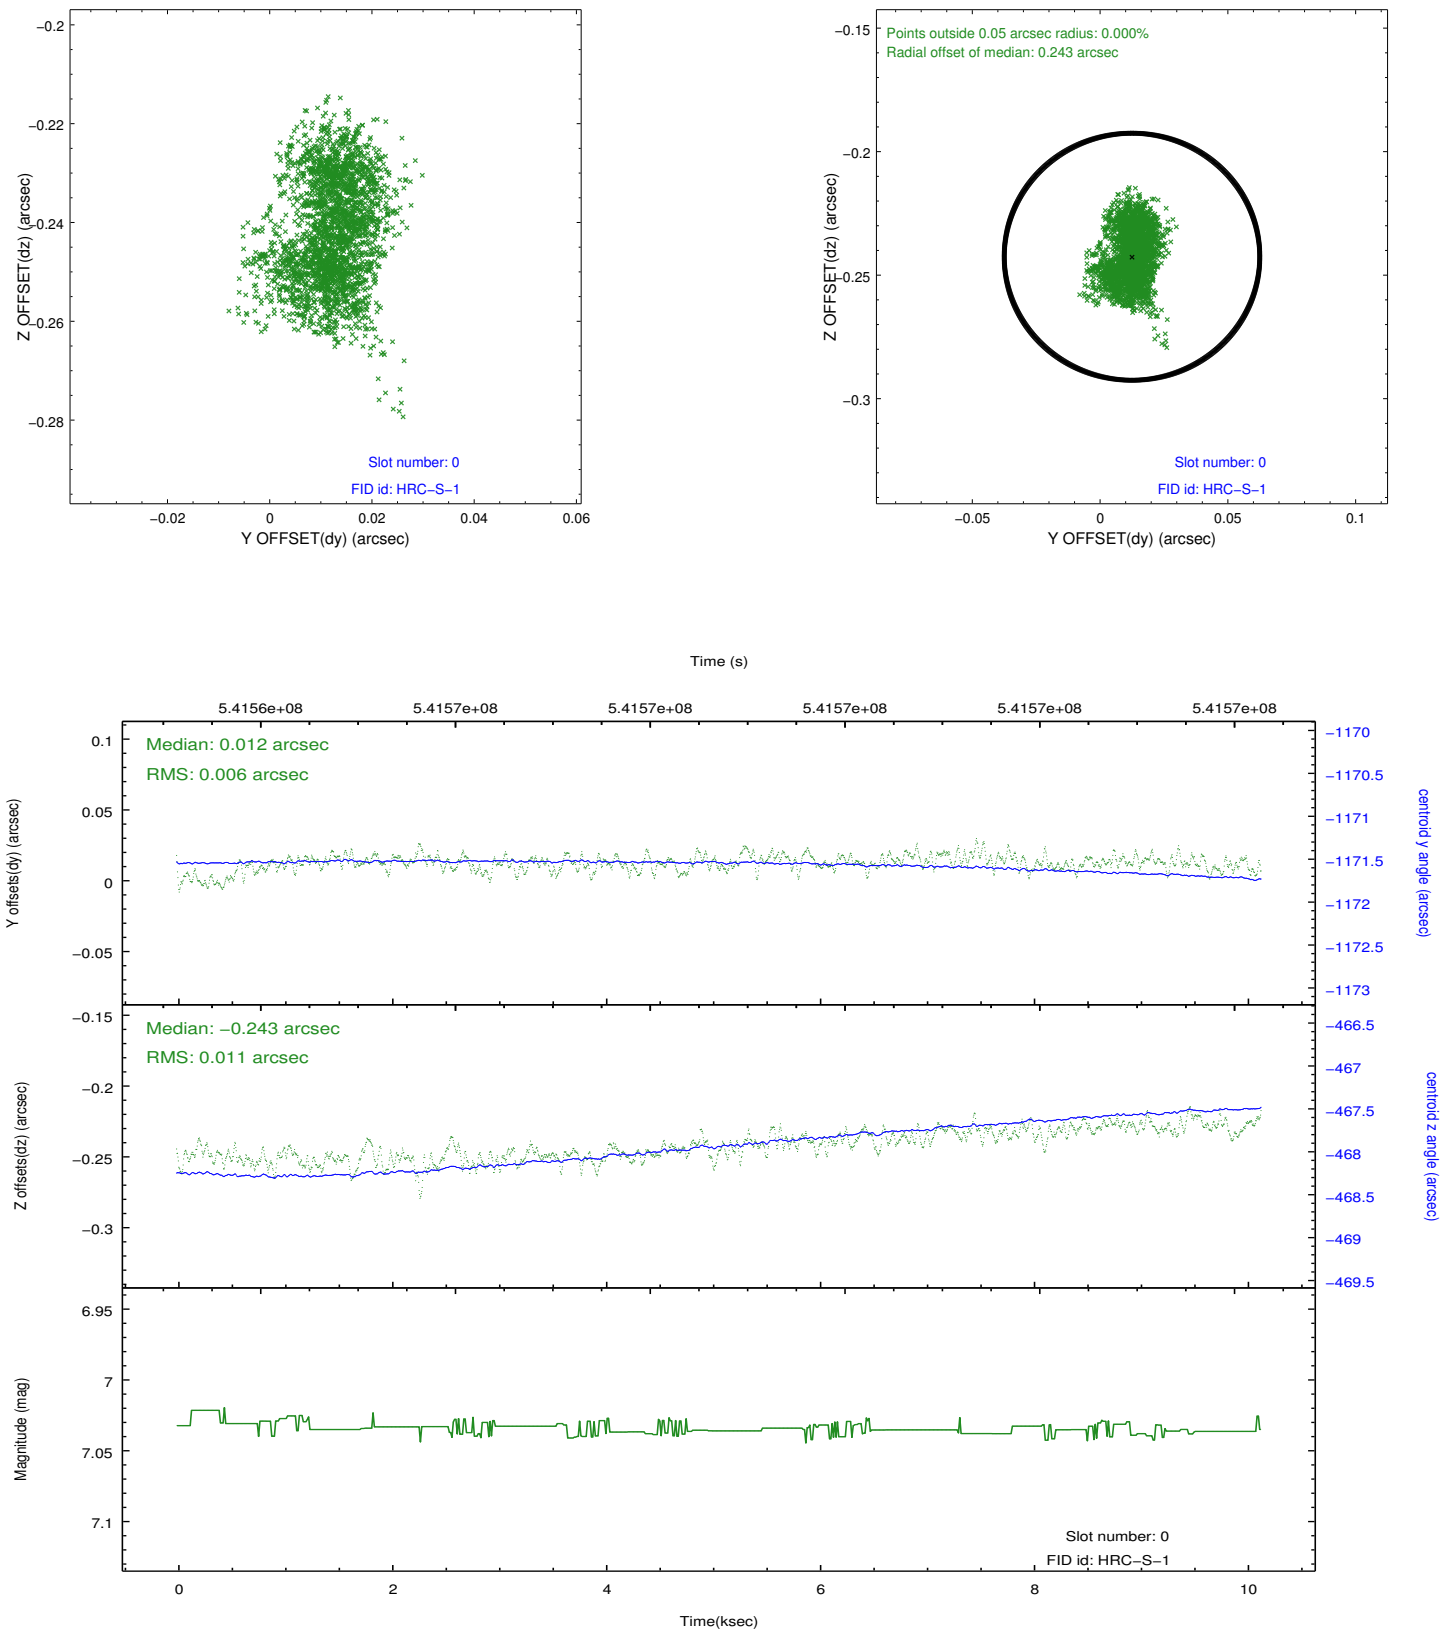 −0.2
−0.22
−0.24
−0.26
−0.28
Z OFFSET(dz) (arcsec)
Slot number: 0
FID id: HRC−S−1
−0.02
0
0.02
0.04
0.06
Y OFFSET(dy) (arcsec)
Points outside 0.05 arcsec radius: 0.000%
Radial offset of median: 0.243 arcsec
−0.15
−0.2
−0.25
−0.3
Z OFFSET(dz) (arcsec)
Slot number: 0
FID id: HRC−S−1
−0.05
0
0.05
0.1
Y OFFSET(dy) (arcsec)
Time (s)
5.4156e+08
5.4157e+08
5.4157e+08
5.4157e+08
5.4157e+08
5.4157e+08
Median: 0.012 arcsec
RMS: 0.006 arcsec
0.1
0.05
0
−0.05
Y offsets(dy) (arcsec)
−1170
−1170.5
−1171
−1171.5
−1172
−1172.5
−1173
centroid y angle (arcsec)
Median: −0.243 arcsec
RMS: 0.011 arcsec
−0.15
−0.2
−0.25
−0.3
Z offsets(dz) (arcsec)
−466.5
−467
−467.5
−468
−468.5
−469
−469.5
centroid z angle (arcsec)
6.95
7
7.05
7.1
Magnitude (mag)
Slot number: 0
FID id: HRC−S−1
0
2
4
6
8
10
Time(ksec)